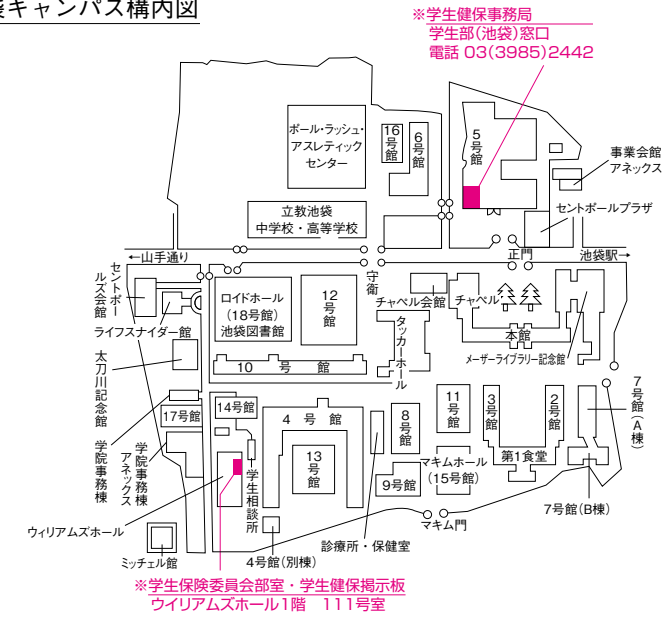 キャンパス構内図
※学生健保事務局
学生部(池袋)窓口
電話 03(3985)2442
ポール・ラッシュ・
アスレティック
センター
16号館
6号館
5号館
事業会館
アネックス
セントポールプラザ
立教池袋
中学校・高等学校
←山手通り
守衛
正門
池袋駅→
セントポールズ会館
ライフスナイダー館
ロイドホール
(18号館)
池袋図書館
12号館
チャペル会館
チャペル
タッカーホール
本館
メーザーライブラリー記念館
太刀川記念館
10号館
17号館
14号館
4号館
13号館
8号館
11号館
3号館
2号館
7号館(A棟)
学院事務棟
学院事務棟
アネックス
学生相談所
9号館
マキムホール
(15号館)
第1食堂
7号館(B棟)
ウィリアムズホール
ミッチェル館
4号館(別棟)
診療所・保健室
マキム門
※学生保険委員会部室・学生健保掲示板
ウイリアムズホール1階 111号室